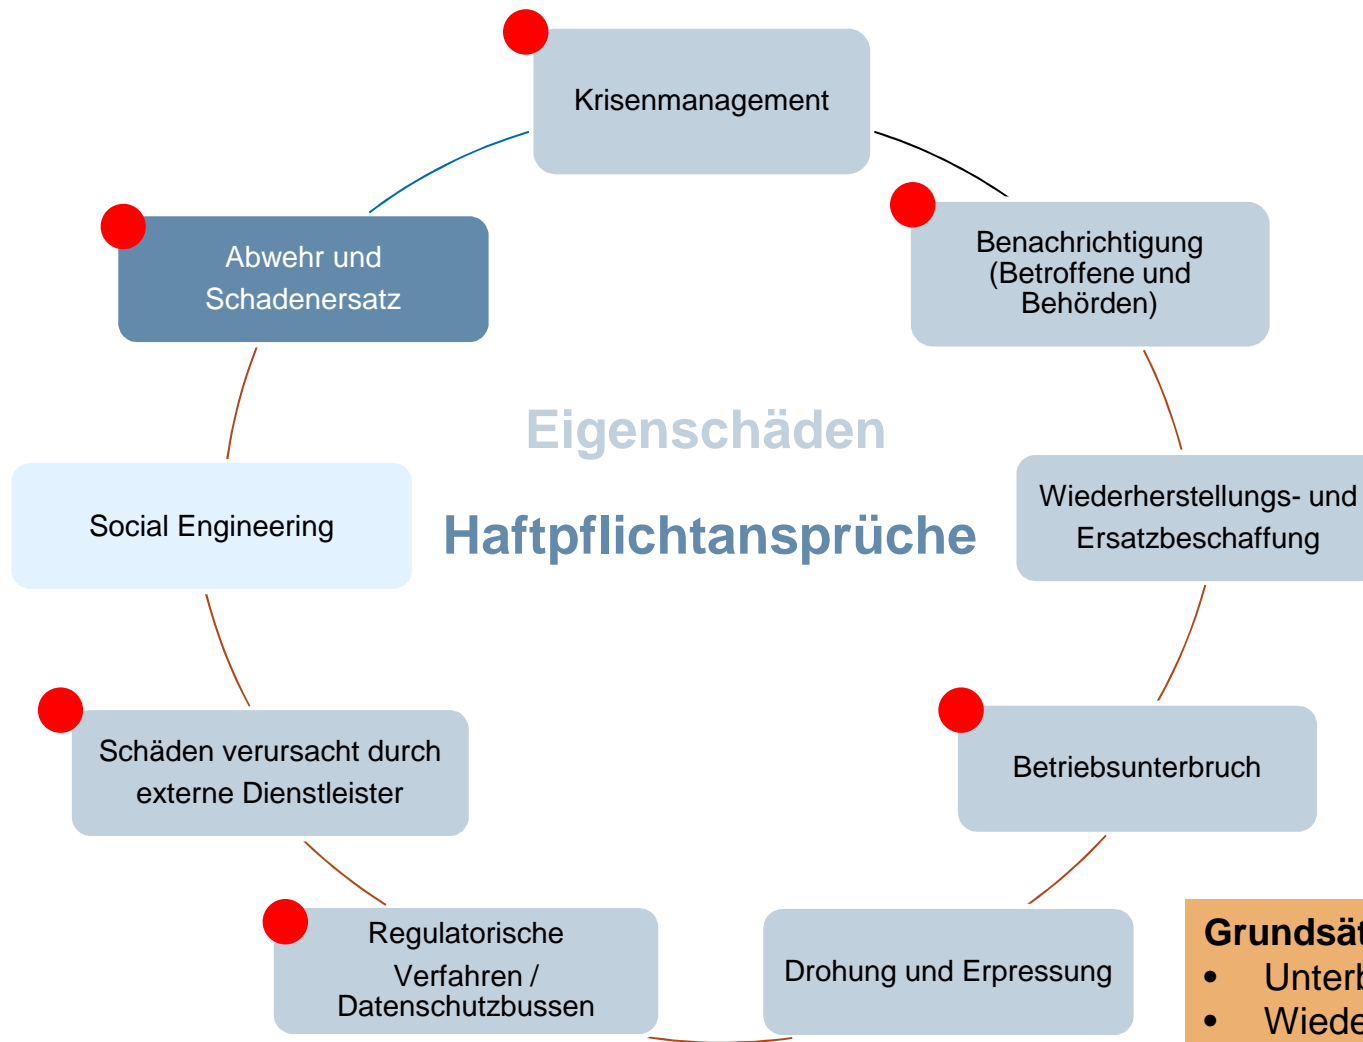 Krisenmanagement
Benachrichtigung
(Betroffene und
Behörden)
Abwehr und
Schadenersatz
Eigenschäden
Haftpflichtansprüche
Social Engineering
Wiederherstellungs- und
Ersatzbeschaffung
Schäden verursacht durch
externe Dienstleister
Betriebsunterbruch
Regulatorische
Verfahren /
Datenschutzbussen
Drohung und Erpressung